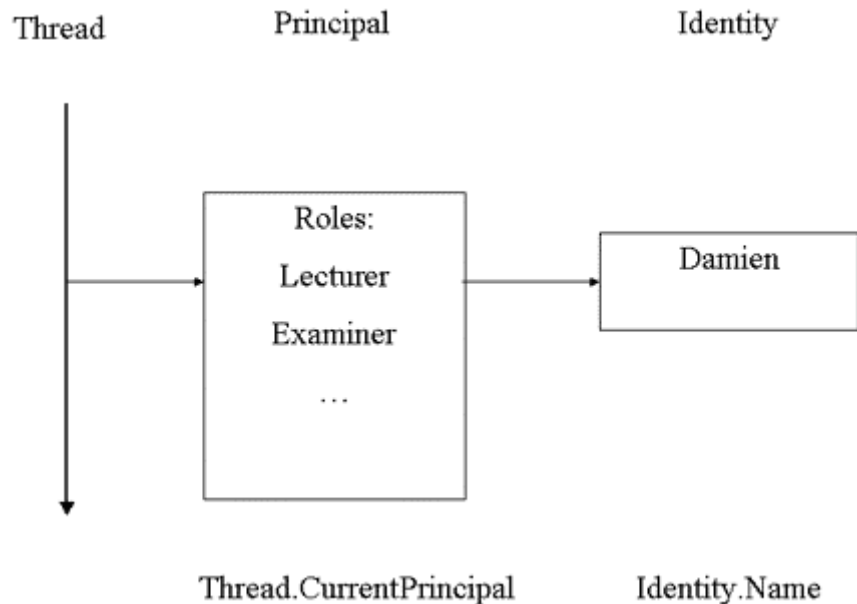 Thread
Principal
Identity
Roles:
Lecturer
Examiner
...
Damien
Thread.CurrentPrincipal
Identity.Name